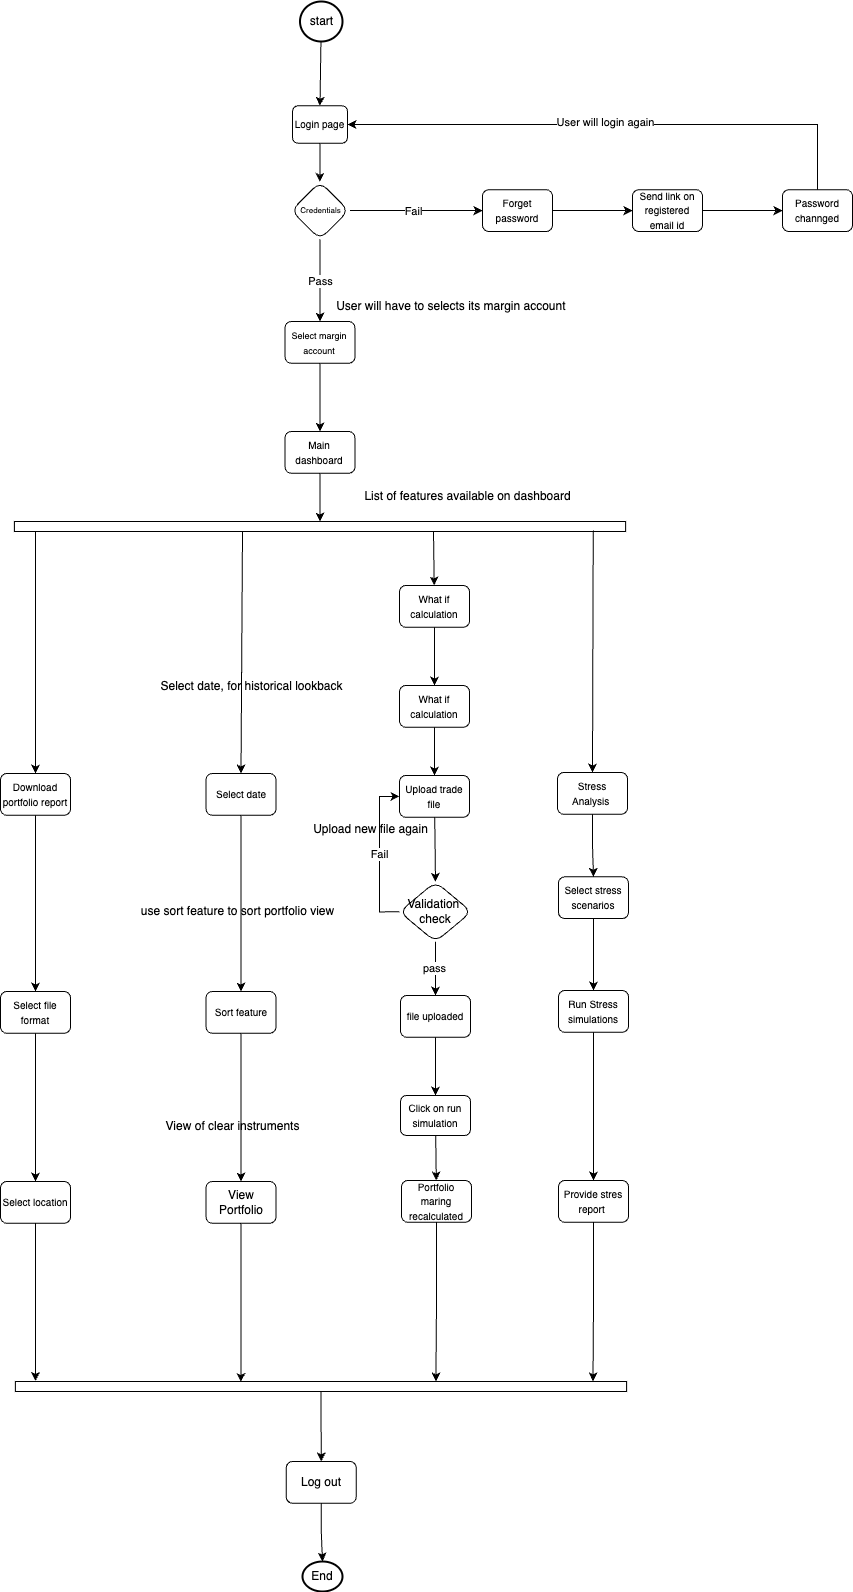 start
Login page
User will login again
Credentials
Fail
Forget
password
Send link on
registered
email id
Password
channged
Pass
User will have to selects its margin account
Select margin
account
Main
dashboard
List of features available on dashboard
What if
calculation
Select date, for historical lookback
What if
calculation
Download
portfolio report
Select date
Upload trade
file
Stress
Analysis
Upload new file again
Fail
Select stress
scenarios
use sort feature to sort portfolio view
Validation
check
pass
Select file
format
Sort feature
file uploaded
Run Stress
simulations
View of clear instruments
Click on run
simulation
Select location
View
Portfolio
Portfolio
maring
recalculated
Provide stres
report
Log out
End